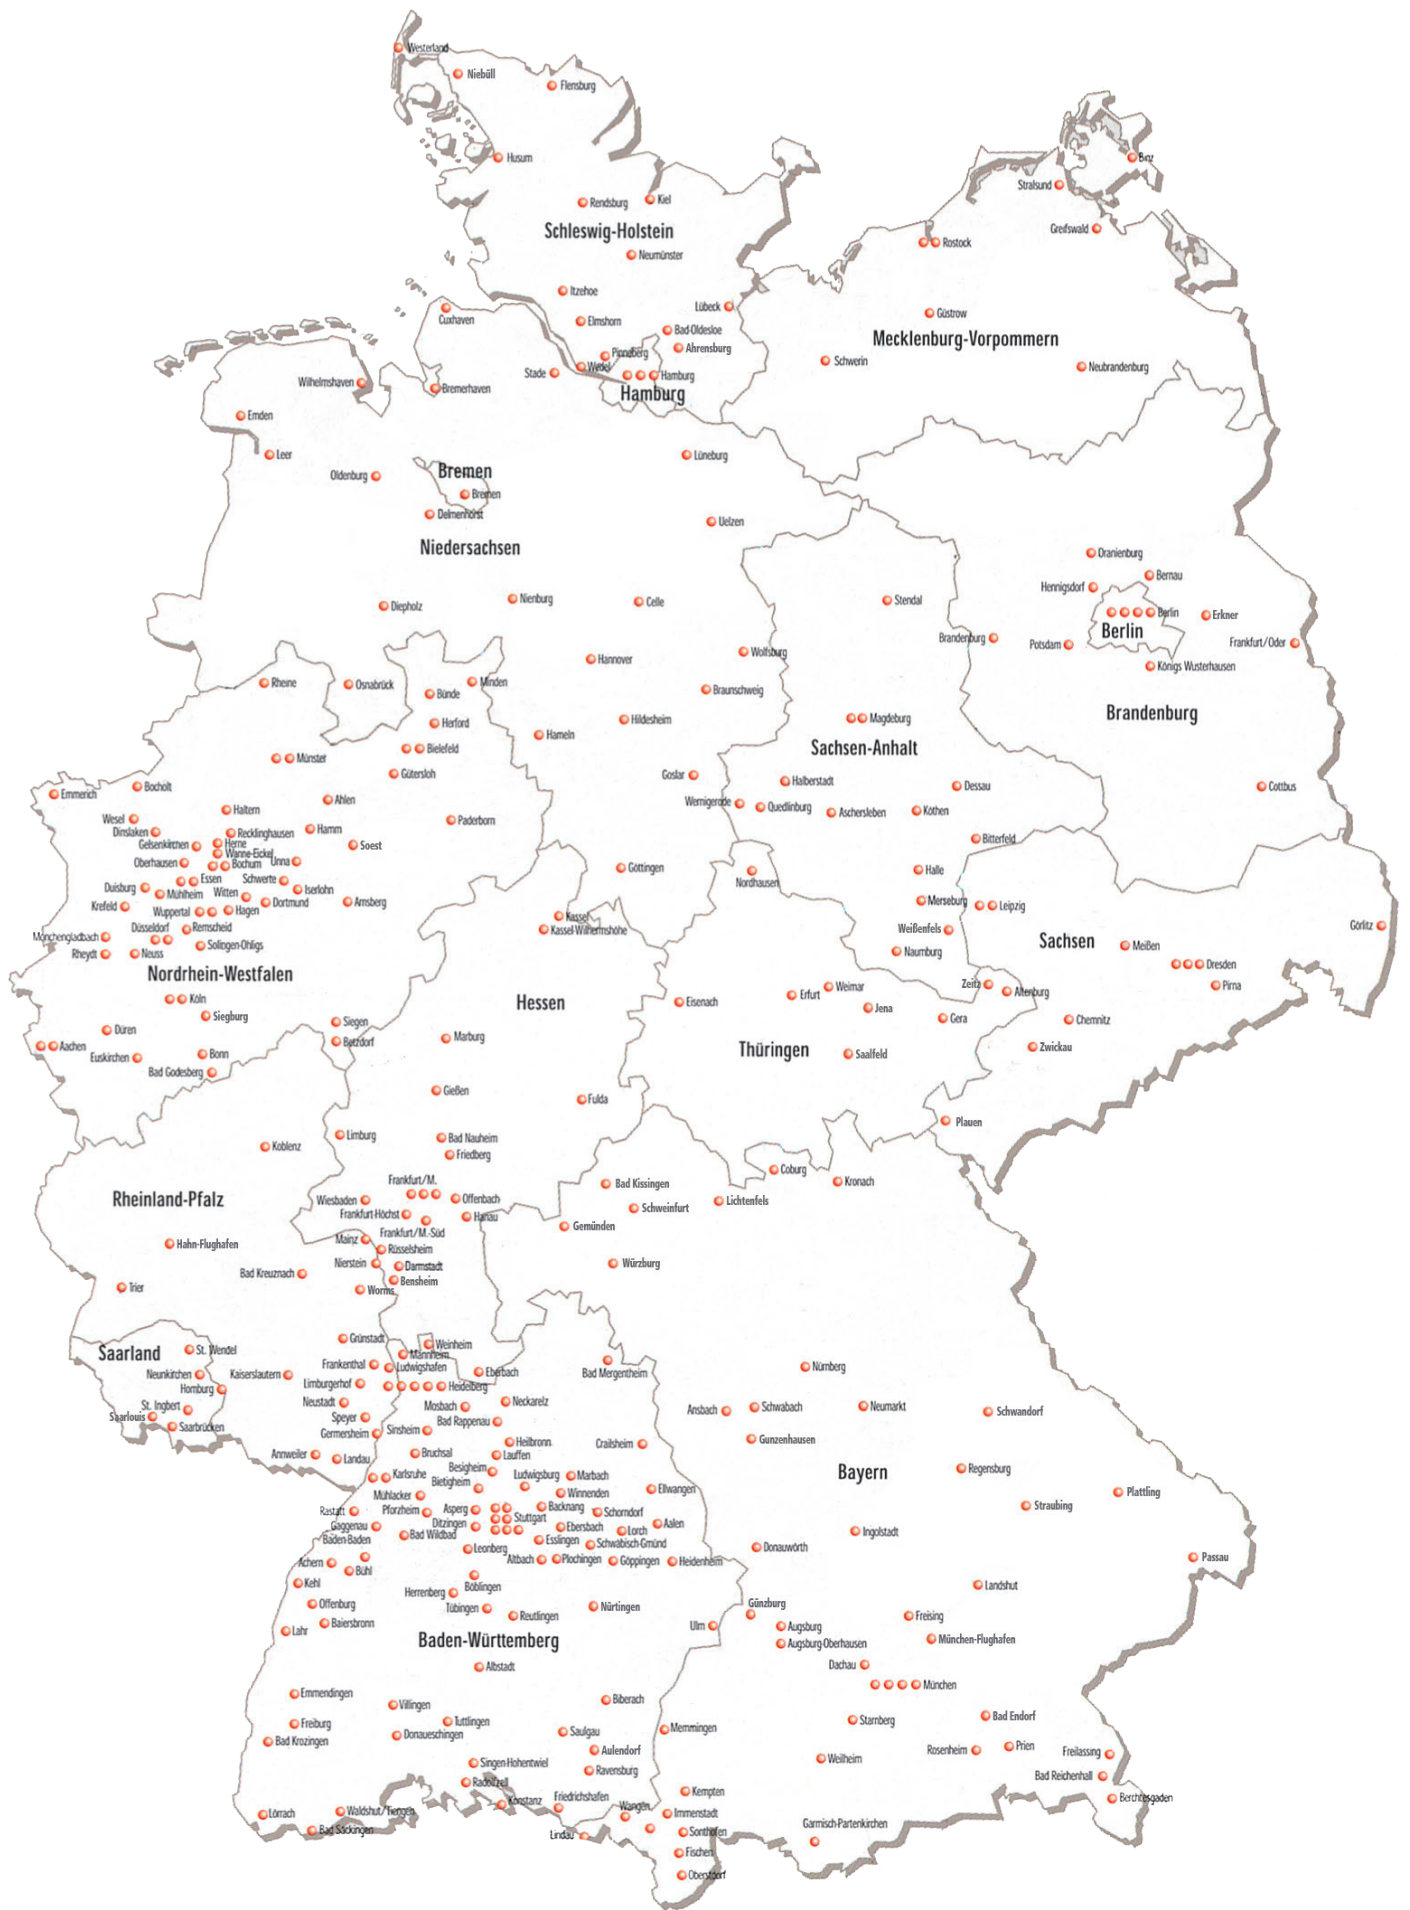 Westerland
Niebüll
Flensburg
Husum
Binz
Stralsund
Rendsburg
Kiel
Schleswig-Holstein
Greifswald
Rostock
Neumünster
Itzehoe
Lübeck
Cuxhaven
Elmshorn
Güstrow
Bad-Oldesloe
Mecklenburg-Vorpommern
Ahrensburg
Pinneberg
Schwerin
Wedel
Neubrandenburg
Stade
Hamburg
Wilhelmshaven
Bremerhaven
Hamburg
Emden
Leer
Lüneburg
Bremen
Oldenburg
Bremen
Delmenhorst
Uelzen
Niedersachsen
Oranienburg
Bernau
Hennigsdorf
Nienburg
Celle
Stendal
Diepholz
Berlin
Erkner
Berlin
Brandenburg
Potsdam
Frankfurt/Oder
Wolfsburg
Hannover
Königs Wusterhausen
Rheine
Osnabrück
Minden
Bünde
Braunschweig
Brandenburg
Herford
Hildesheim
Magdeburg
Hameln
Bielefeld
Sachsen-Anhalt
Münster
Gütersloh
Goslar
Halberstadt
Bocholt
Dessau
Cottbus
Emmerich
Ahlen
Wernigerode
Quedlinburg
Haltern
Aschersleben
Köthen
Wesel
Paderborn
Dinslaken
Recklinghausen
Hamm
Bitterfeld
Gelsenkirchen
Herne
Soest
Wanne-Eickel
Oberhausen
Bochum
Unna
Göttingen
Halle
Essen
Schwerte
Nordhausen
Duisburg
Mühlheim
Witten
Iserlohn
Krefeld
Dortmund
Arnsberg
Merseburg
Leipzig
Wuppertal
Hagen
Kassel
Görlitz
Düsseldorf
Remscheid
Kassel-Wilhelmshöhe
Weißenfels
Mönchengladbach
Solingen-Ohligs
Sachsen
Meißen
Rheydt
Neuss
Naumburg
Dresden
Nordrhein-Westfalen
Zeitz
Pirna
Köln
Hessen
Eisenach
Erfurt
Weimar
Altenburg
Siegburg
Jena
Gera
Chemnitz
Düren
Siegen
Aachen
Betzdorf
Marburg
Thüringen
Saalfeld
Zwickau
Euskirchen
Bonn
Bad Godesberg
Gießen
Fulda
Plauen
Limburg
Bad Nauheim
Koblenz
Friedberg
Coburg
Kronach
Frankfurt/M.
Bad Kissingen
Rheinland-Pfalz
Wiesbaden
Offenbach
Lichtenfels
Schweinfurt
Frankfurt-Höchst
Hanau
Gemünden
Frankfurt/M.-Süd
Mainz
Hahn-Flughafen
Rüsselsheim
Nierstein
Darmstadt
Würzburg
Bad Kreuznach
Bensheim
Trier
Worms
Grünstadt
Weinheim
Saarland
St. Wendel
Mannheim
Frankenthal
Ludwigshafen
Nürnberg
Neunkirchen
Kaiserslautern
Eberbach
Bad Mergentheim
Limburgerhof
Heidelberg
Homburg
Neustadt
Mosbach
Neckarelz
St. Ingbert
Ansbach
Schwabach
Neumarkt
Schwandorf
Saarlouis
Speyer
Bad Rappenau
Saarbrücken
Germersheim
Sinsheim
Gunzenhausen
Heilbronn
Crailsheim
Annweiler
Landau
Bruchsal
Lauffen
Bayern
Regensburg
Besigheim
Karlsruhe
Ludwigsburg
Marbach
Bietigheim
Ellwangen
Plattling
Mühlacker
Winnenden
Straubing
Rastatt
Pforzheim
Asperg
Backnang
Schorndorf
Stuttgart
Gaggenau
Ditzingen
Ebersbach
Aalen
Bad Wildbad
Lorch
Ingolstadt
Baden-Baden
Esslingen
Schwäbisch-Gmünd
Leonberg
Donauwörth
Achern
Altbach
Plochingen
Göppingen
Heidenheim
Passau
Bühl
Kehl
Böblingen
Landshut
Herrenberg
Offenburg
Tübingen
Nürtingen
Günzburg
Reutlingen
Freising
Baiersbronn
Lahr
Ulm
Augsburg
Baden-Württemberg
Augsburg-Oberhausen
München-Flughafen
Albstadt
Dachau
München
Emmendingen
Biberach
Villingen
Bad Endorf
Freiburg
Tuttlingen
Starnberg
Memmingen
Saulgau
Donaueschingen
Bad Krozingen
Aulendorf
Rosenheim
Prien
Freilassing
Weilheim
Singen-Hohentwiel
Ravensburg
Bad Reichenhall
Radolfzell
Kempten
Friedrichshafen
Berchtesgaden
Konstanz
Wangen
Lörrach
Waldshut/Tiengen
Immenstadt
Garmisch-Partenkirchen
Bad Säckingen
Lindau
Sonthofen
Fischen
Oberstdorf